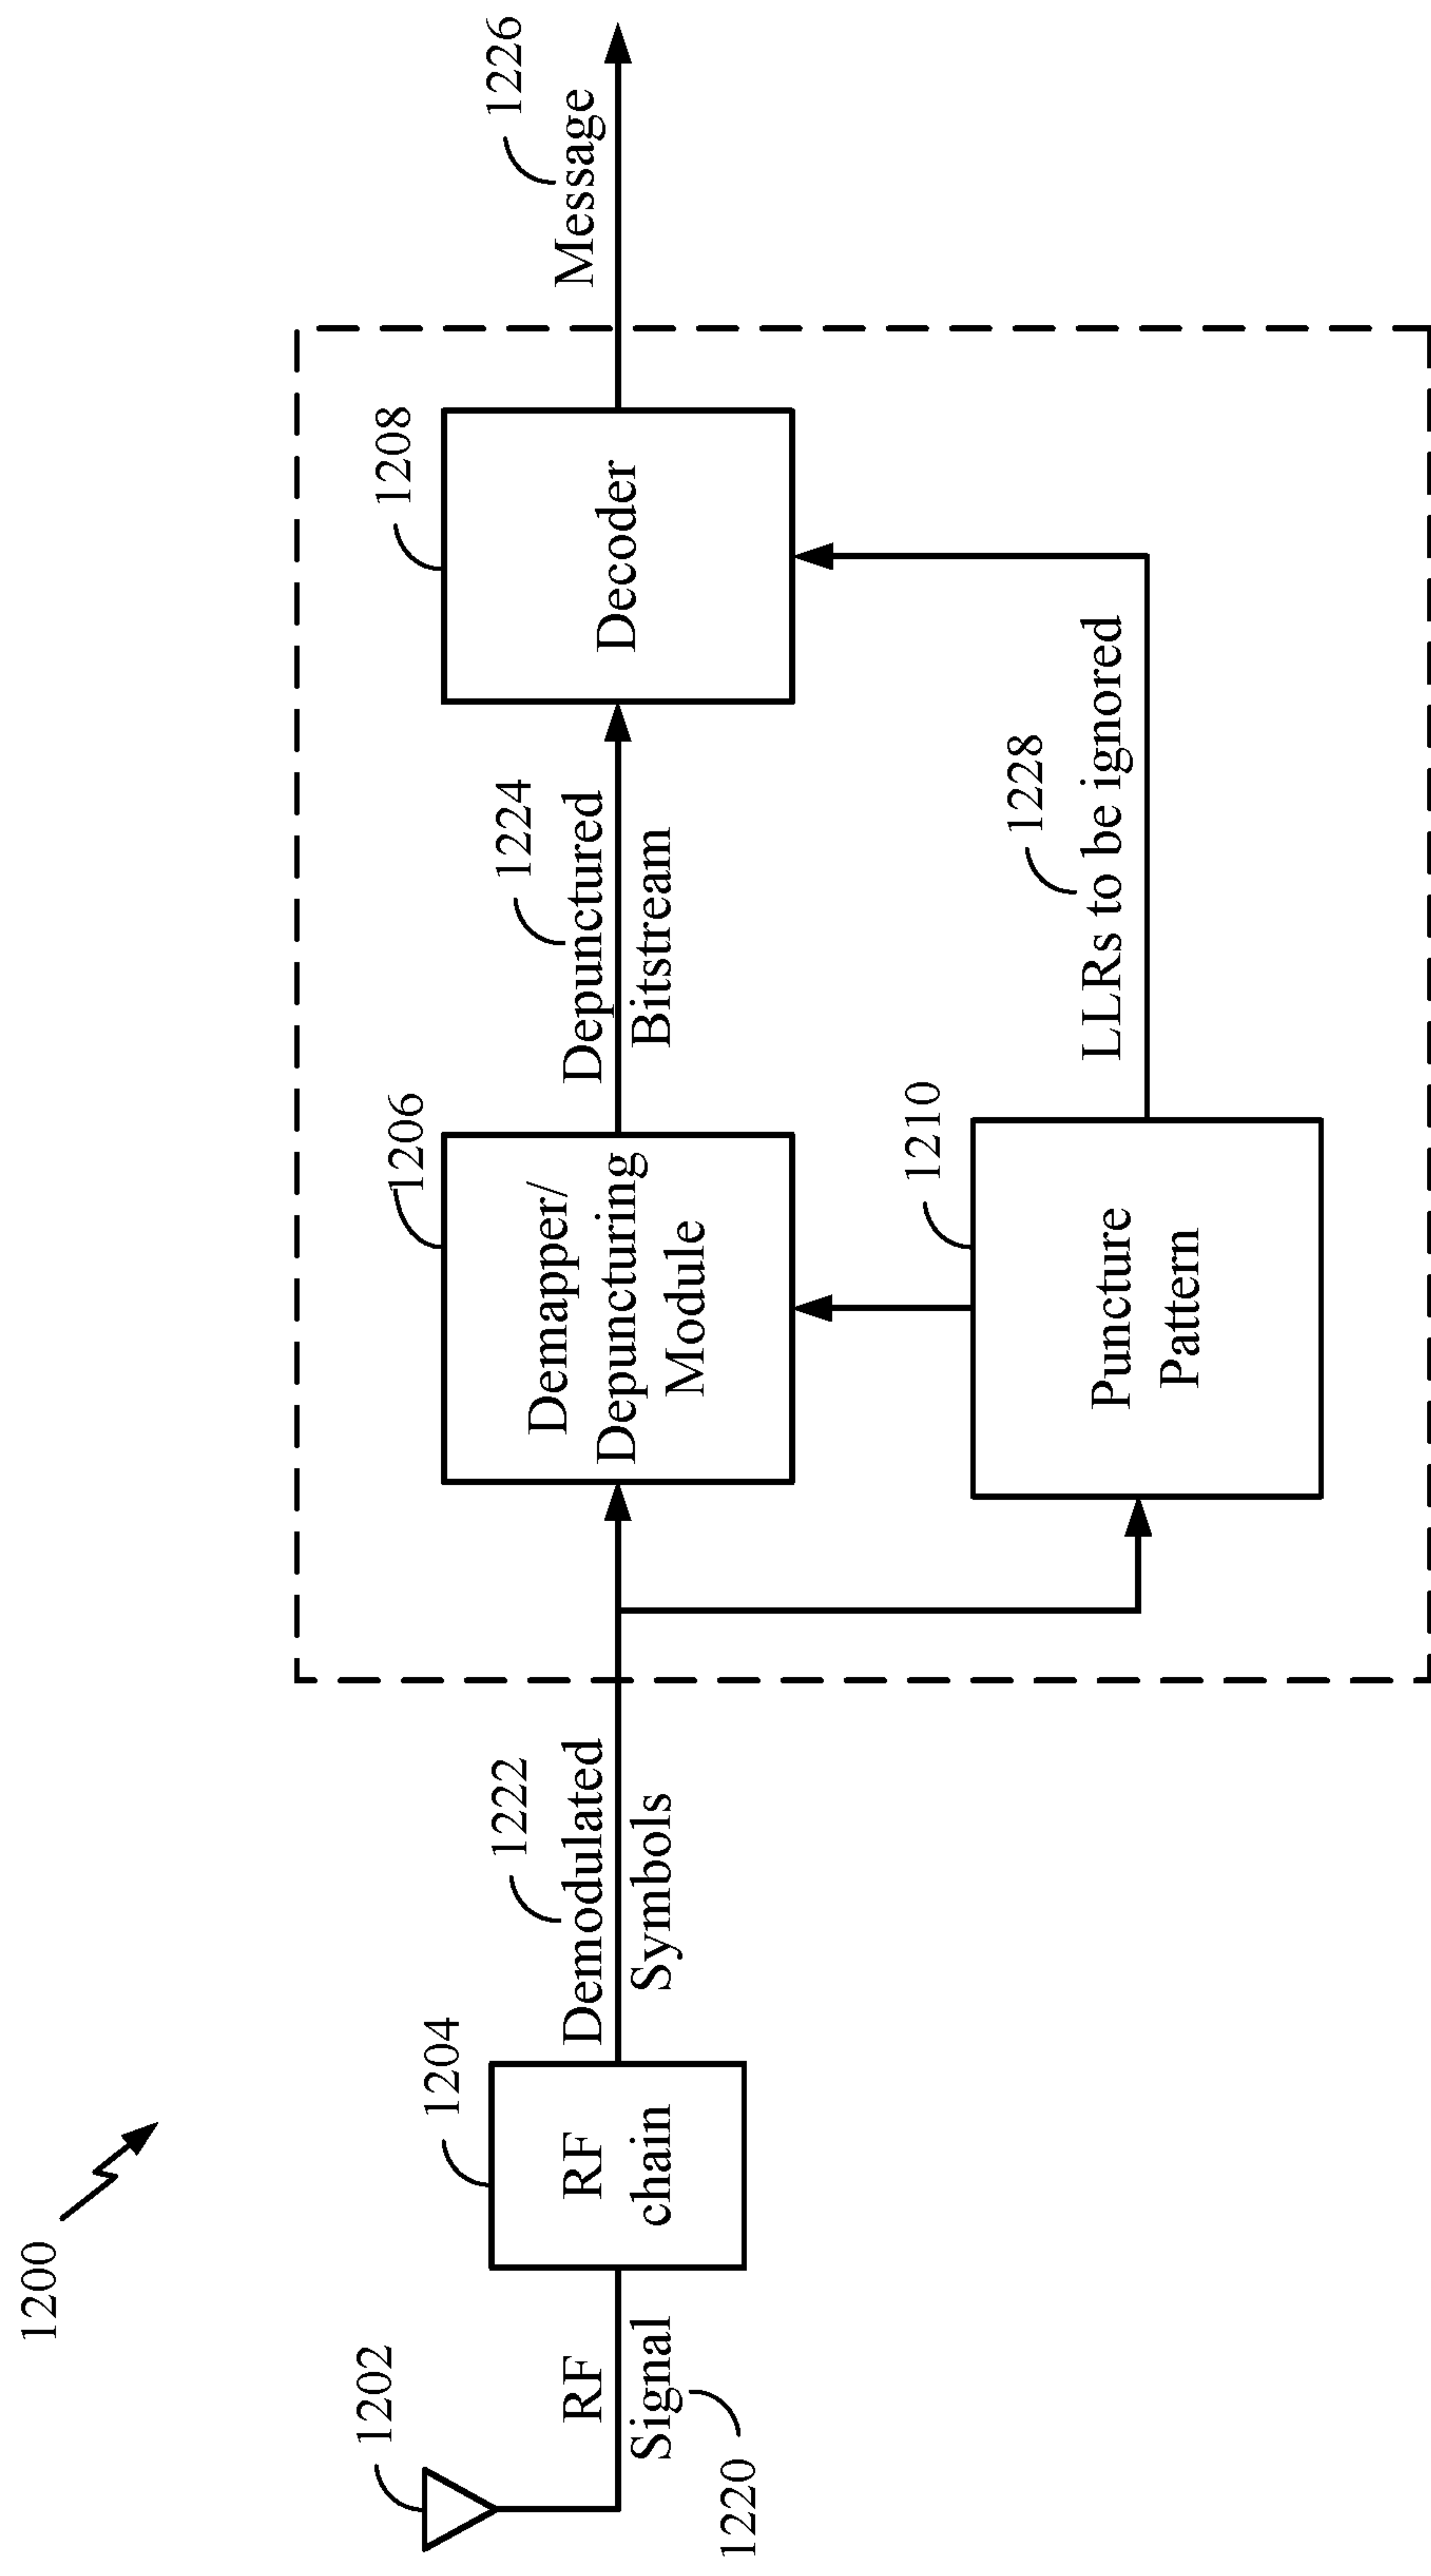 1200
1202
RF
Signal
1220
1204
RF
chain
1222
Demodulated
Symbols
1206
Demapper/
Depuncturing
Module
1224
Depunctured
Bitstream
1208
Decoder
1226
Message
1210
Puncture
Pattern
1228
LLRs to be ignored